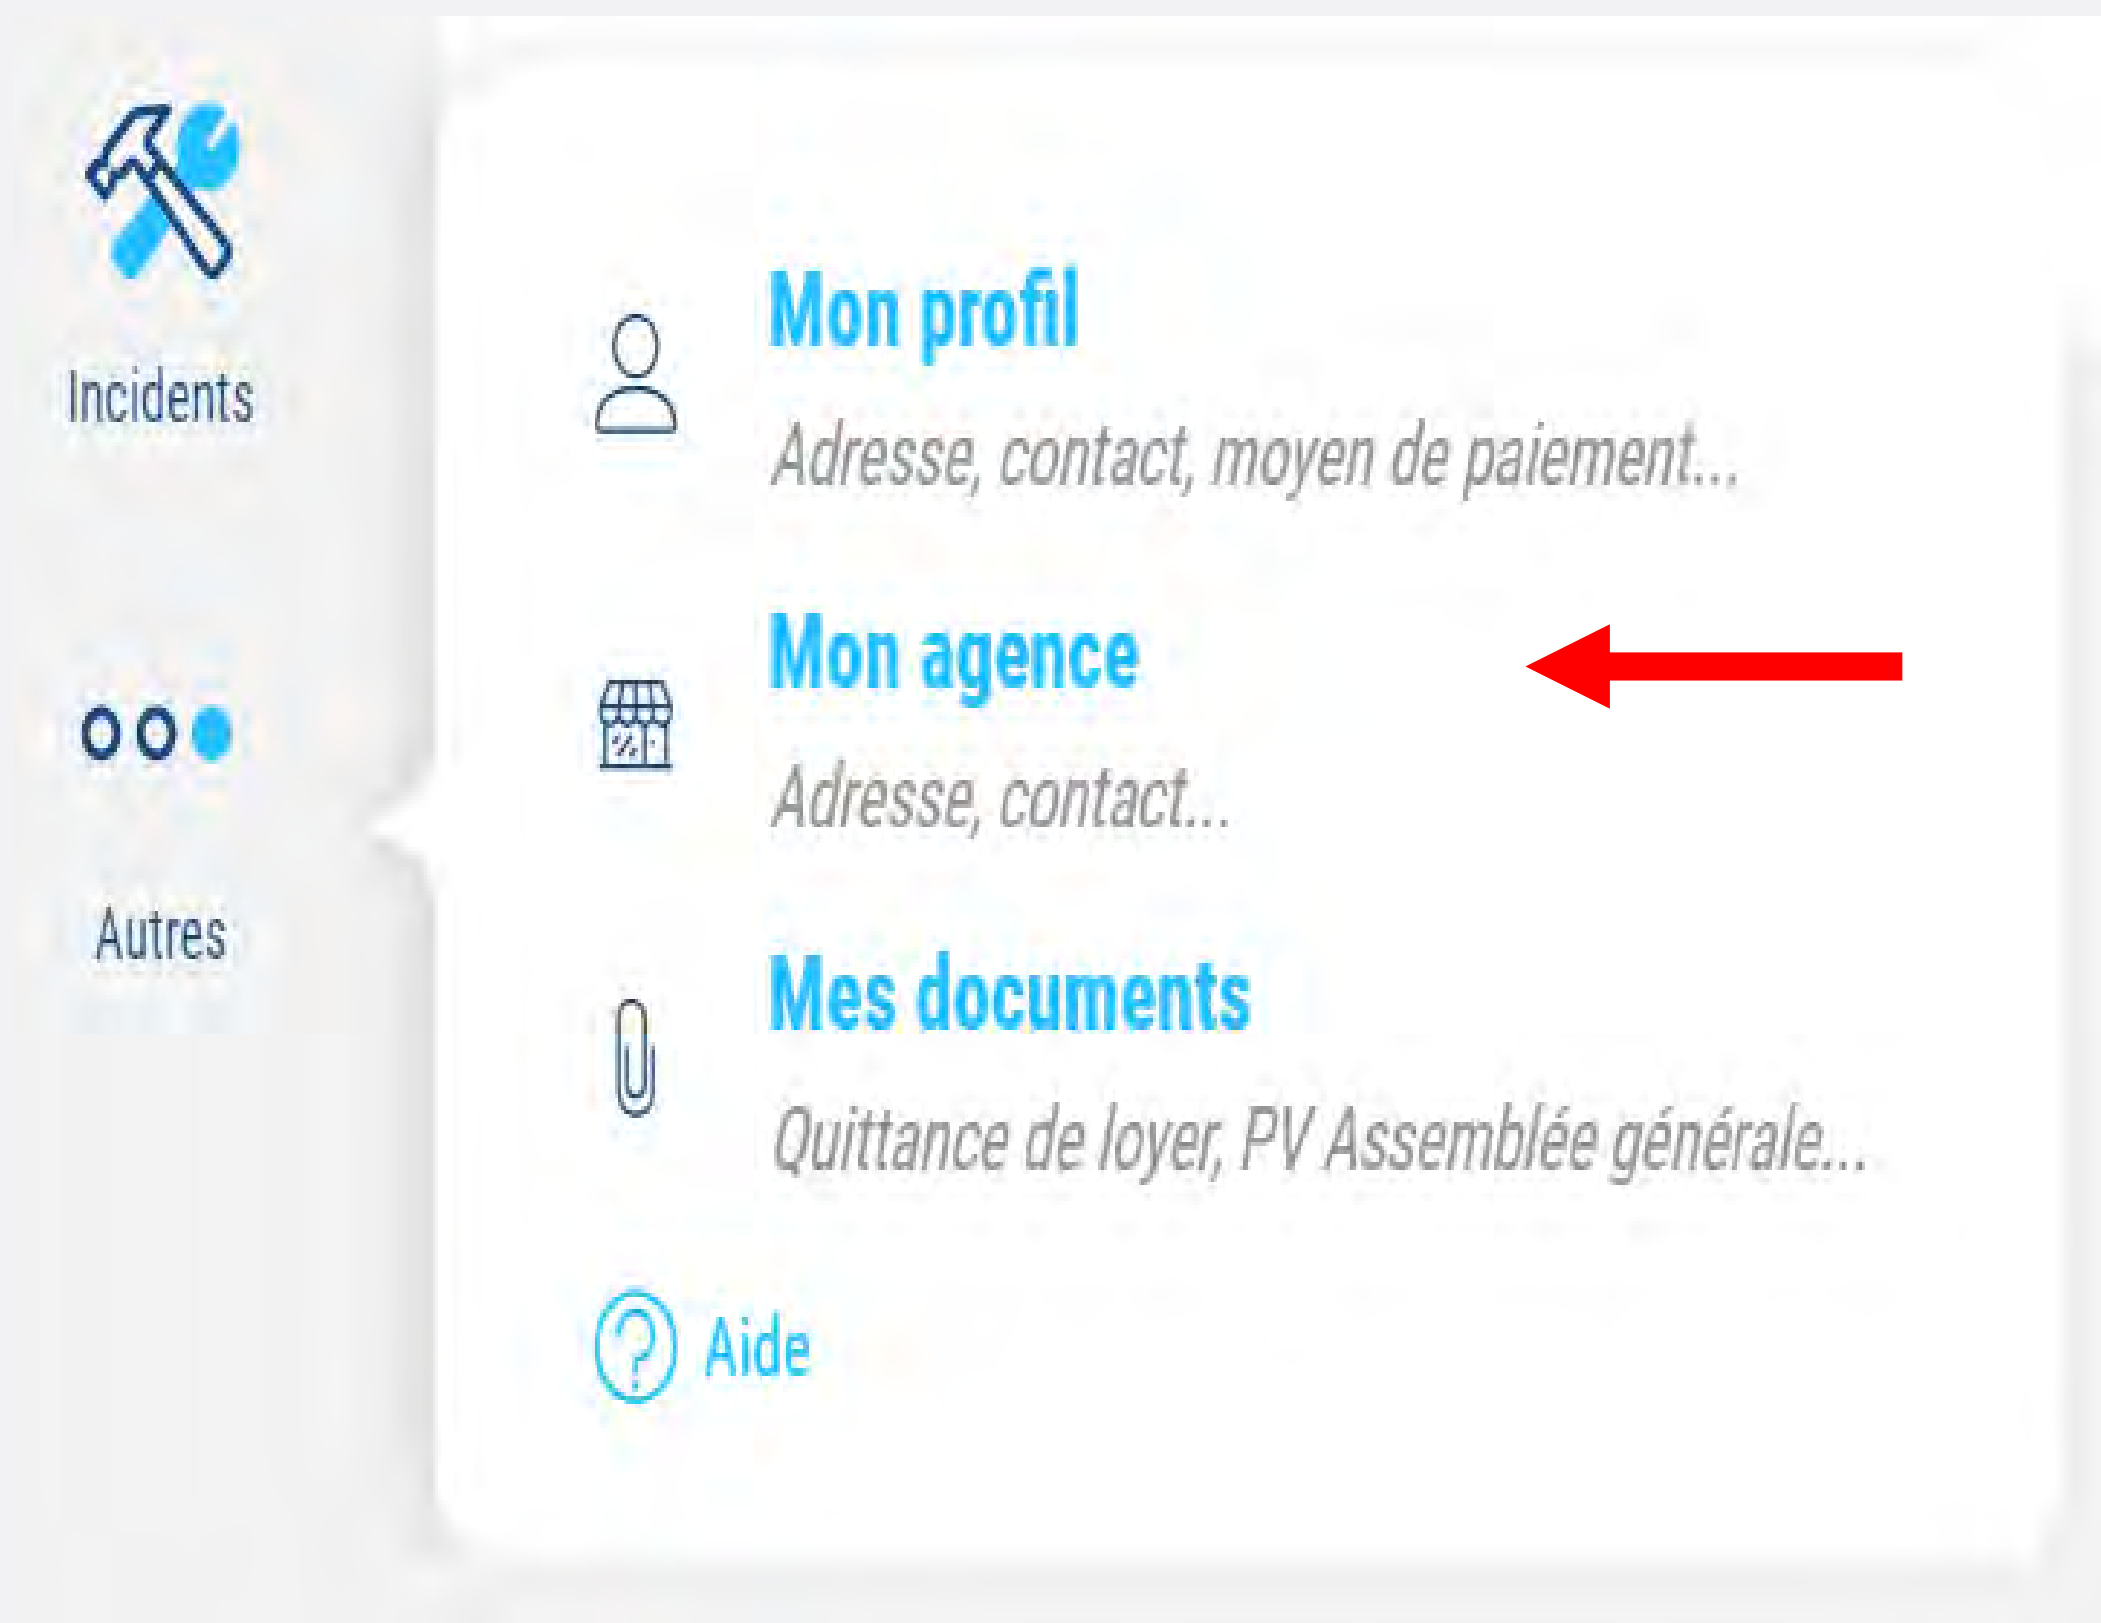 Incidents
Autres
Mon profil
Adresse, contact, moyen de paiement...
Mon agence
Adresse, contact...
Mes documents
Quittance de loyer, PV Assemblée générale...
Aide